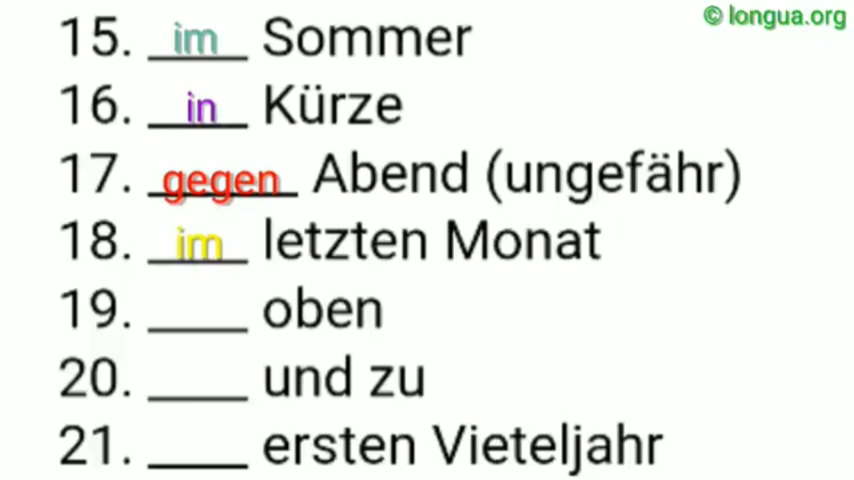 © longua.org
15. im Sommer
16. in Kürze
17. gegen Abend (ungefähr)
18. im letzten Monat
19. ____ oben
20. ____ und zu
21. ____ ersten Vieteljahr